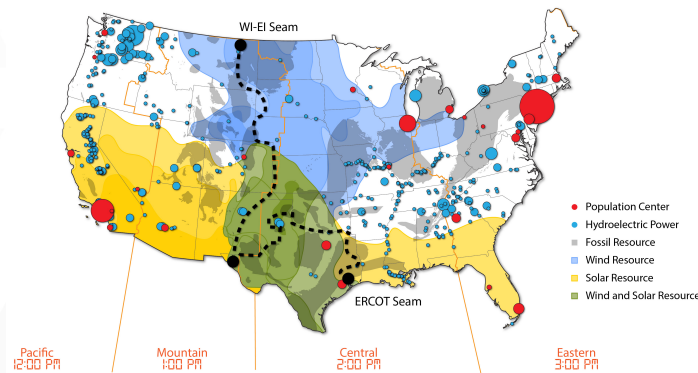 WI-EI Seam
Population Center
Hydroelectric Power
Fossil Resource
Wind Resource
Solar Resource
Wind and Solar Resource
ERCOT Seam
Pacific
12:00 PM
Mountain
1:00 PM
Central
2:00 PM
Eastern
3:00 PM